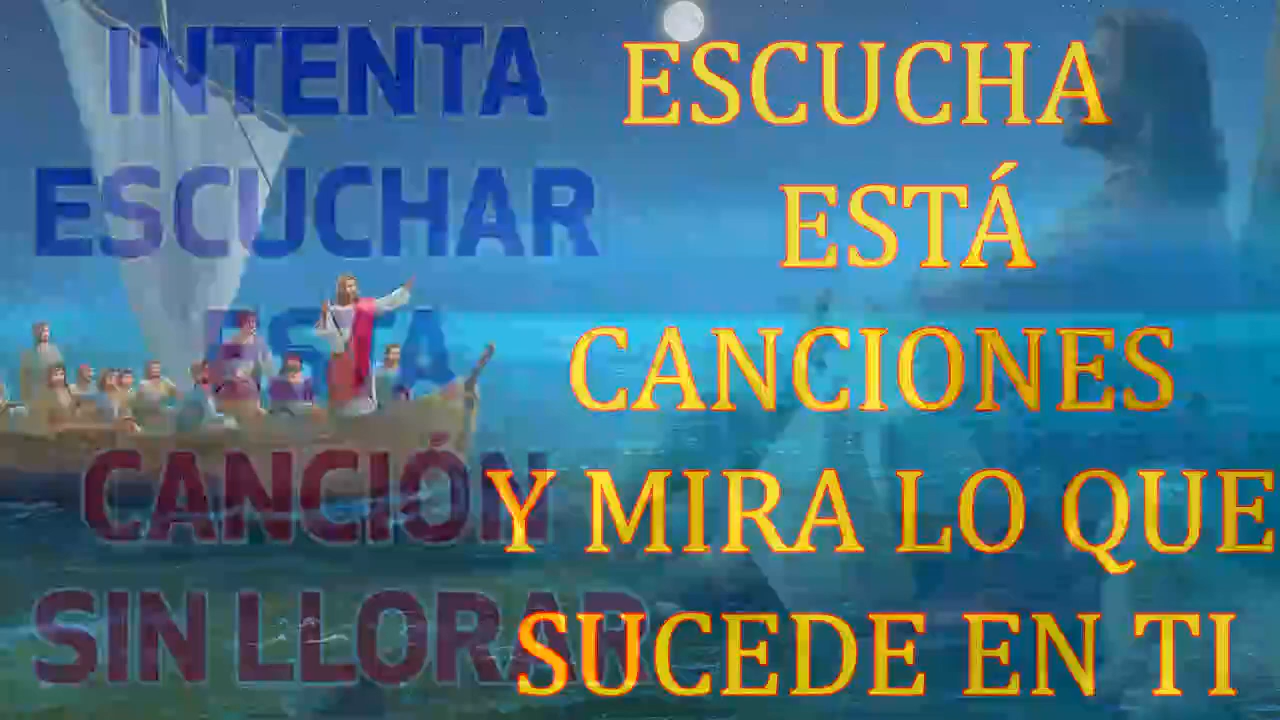 INTENTA
ESCUCHAR
ESTA
CANCIÓN
SIN LLORAR
ESCUCHA
ESTÁ
CANCIONES
Y MIRA LO QUE
SUCEDE EN TI